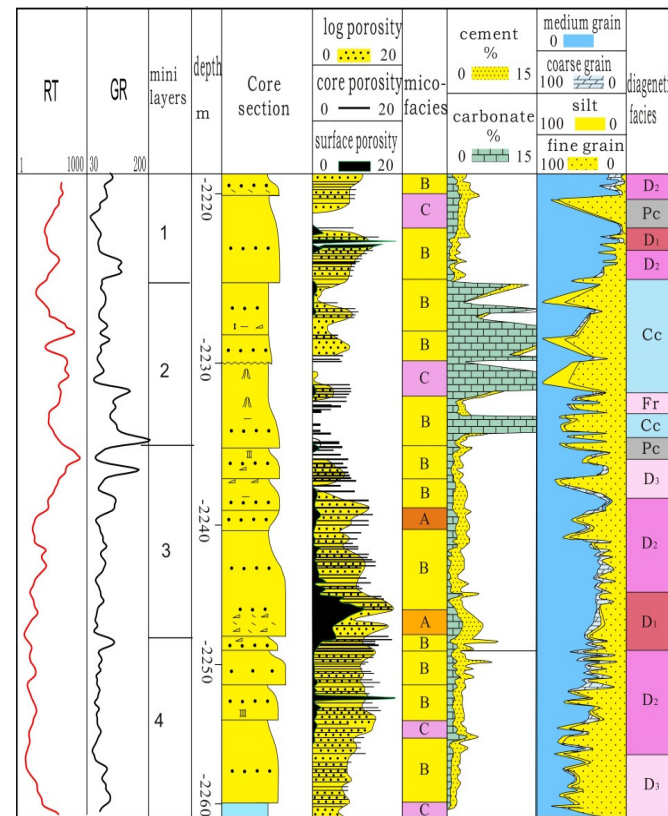 RT
1 1000
GR
30 200
mini
layers
depth
m
Core
section
log porosity
0 20
core porosity
0 20
surface porosity
0 20
mico-
facies
cement
%
0 15
carbonate
%
0 15
medium grain
0
coarse grain
100 0
silt
100 0
fine grain
100 0
diagenetic
facies
1
2
3
4
-2220
-2230
-2240
-2250
-2260
B
C
B
B
B
C
B
B
B
A
B
A
B
B
B
C
B
C
D2
Pc
D1
D2
Cc
Fr
Cc
Pc
D3
D2
D1
D2
D3